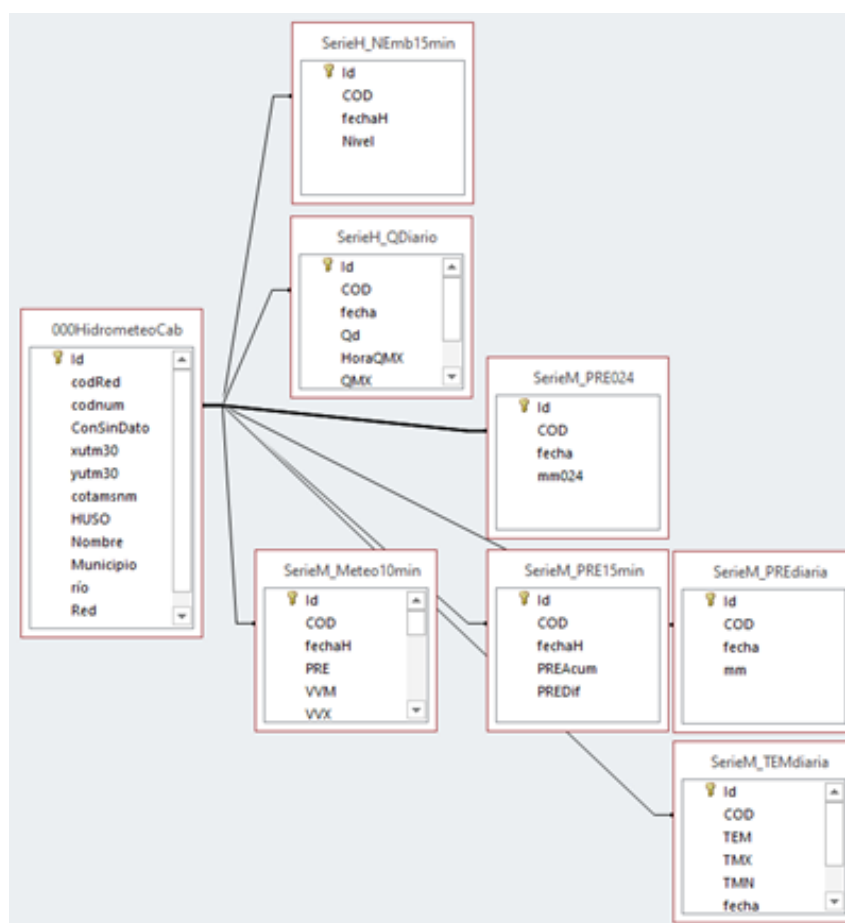 SerieH_NEmb15min
Id
COD
fechaH
Nivel
SerieH_QDiario
Id
COD
fecha
Qd
HoraQMX
QMX
000HidrometeoCab
Id
codRed
codnum
ConSinDato
xutm30
yutm30
cotamsnm
HUSO
Nombre
Municipio
río
Red
SerieM_PRE024
Id
COD
fecha
mm024
SerieM_Meteo10min
Id
COD
fechaH
PRE
VVM
VVX
SerieM_PRE15min
Id
COD
fechaH
PREAcum
PREDif
SerieM_PREdiaria
Id
COD
fecha
mm
SerieM_TEMdiaria
Id
COD
TEM
TMX
TMN
fecha